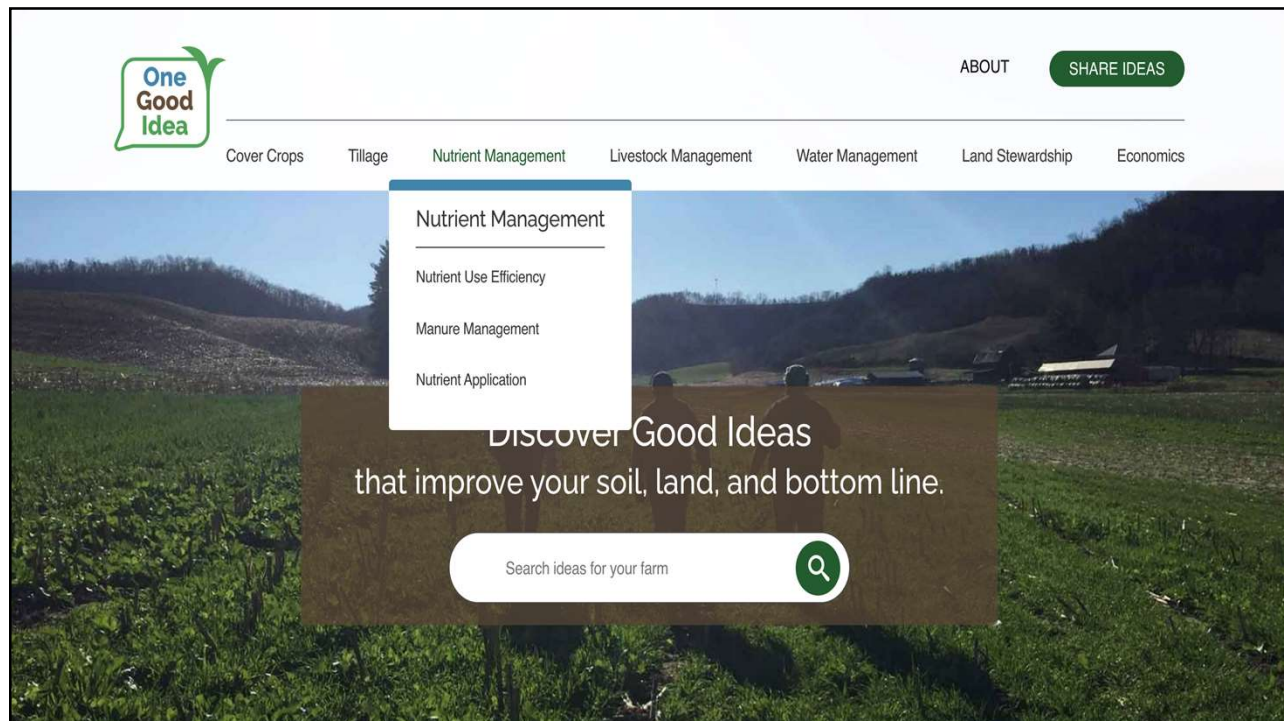 One
Good
Idea
ABOUT
SHARE IDEAS
Cover Crops Tillage Nutrient Management Livestock Management Water Management Land Stewardship Economics
Nutrient Management
Nutrient Use Efficiency
Manure Management
Nutrient Application
Discover Good Ideas
that improve your soil, land, and bottom line.
Search ideas for your farm